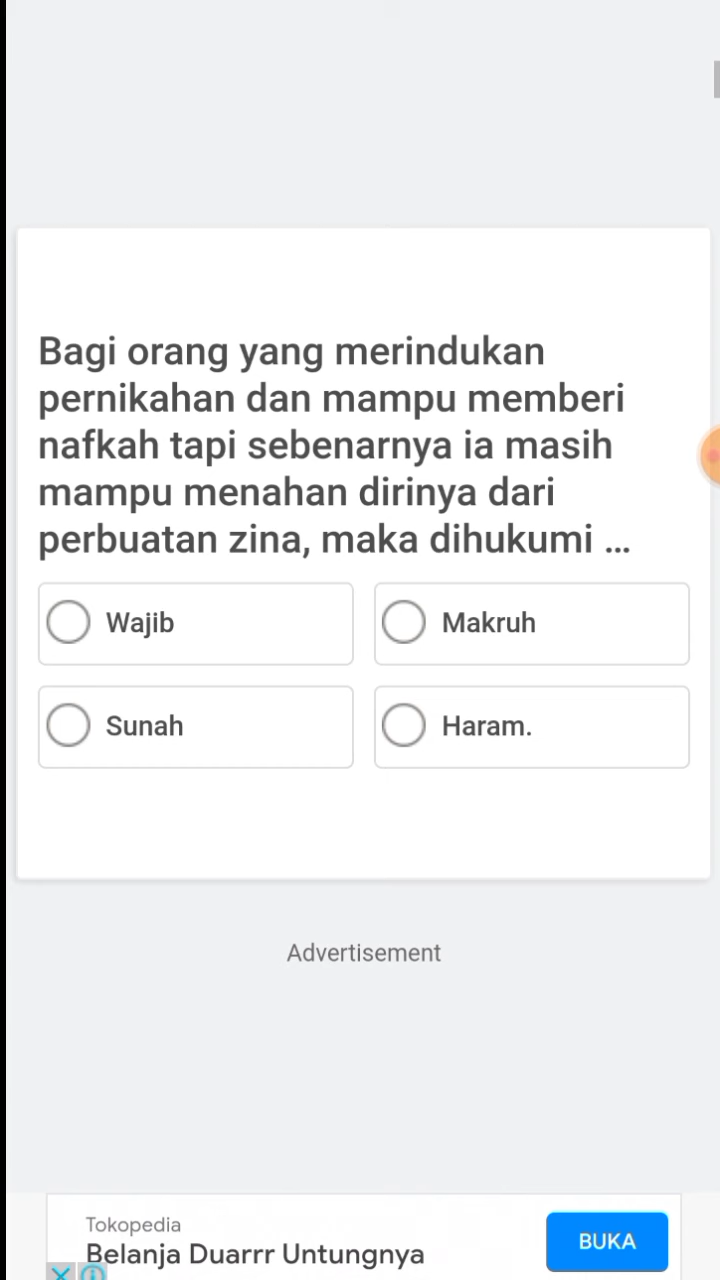 Bagi orang yang merindukan
pernikahan dan mampu memberi
nafkah tapi sebenarnya ia masih
mampu menahan dirinya dari
perbuatan zina, maka dihukumi ...
Wajib
Makruh
Sunah
Haram.
Advertisement
Tokopedia
Belanja Duarrr Untungnya
BUKA